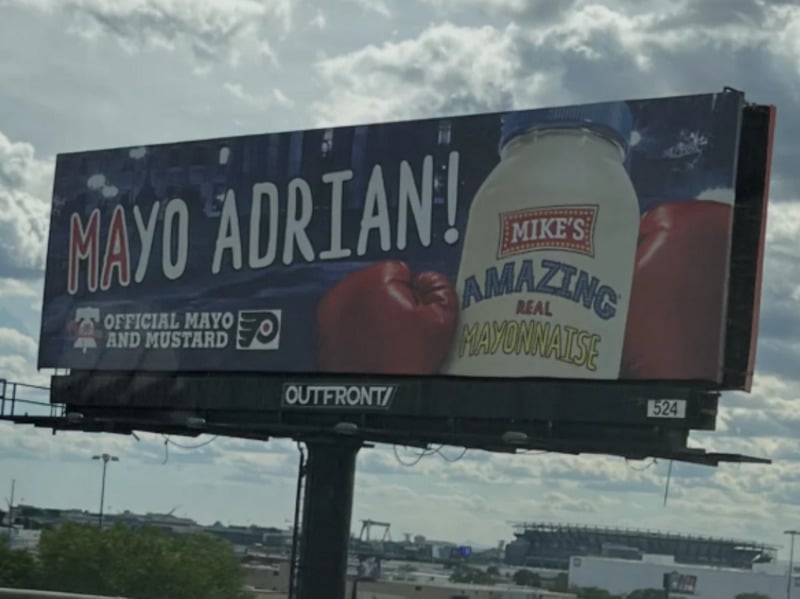 MAYO ADRIAN!
OFFICIAL MAYO
AND MUSTARD
MIKE'S
AMAZING
REAL
MAYONNAISE
OUTFRONT/
524